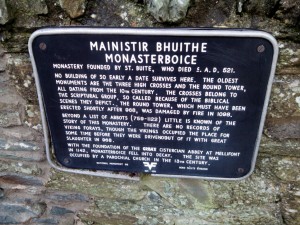 MAINISTIR BHUITHE
MONASTERBOICE
MONASTERY FOUNDED BY ST. BUITE, WHO DIED c. A.D. 521.
NO BUILDING OF SO EARLY A DATE SURVIVES HERE. THE OLDEST
MONUMENTS ARE THE THREE HIGH CROSSES AND THE ROUND TOWER,
ALL DATING FROM THE 10TH CENTURY. THE CROSSES BELONG TO
THE SCRIPTURAL GROUP, SO CALLED BECAUSE OF THE BIBLICAL
SCENES THEY DEPICT. THE ROUND TOWER, WHICH MUST HAVE BEEN
ERECTED SHORTLY AFTER 968, WAS DAMAGED BY FIRE IN 1098.
BEYOND A LIST OF ABBOTS (759-1122) LITTLE IS KNOWN OF THE
STORY OF THIS MONASTERY. THERE ARE NO RECORDS OF
VIKING FORAYS, THOUGH THE VIKINGS OCCUPIED THE PLACE FOR
TIME BEFORE THEY WERE DRIVEN OUT OF IT WITH GREAT
SLAUGHTER IN 968.
WITH THE FOUNDATION OF THE GREAT CISTERCIAN ABBEY AT MELLIFONT
IN 1142, MONASTERBOICE FELL INTO DECAY. THE SITE WAS
OCCUPIED BY A PAROCHIAL CHURCH IN THE 13TH CENTURY.